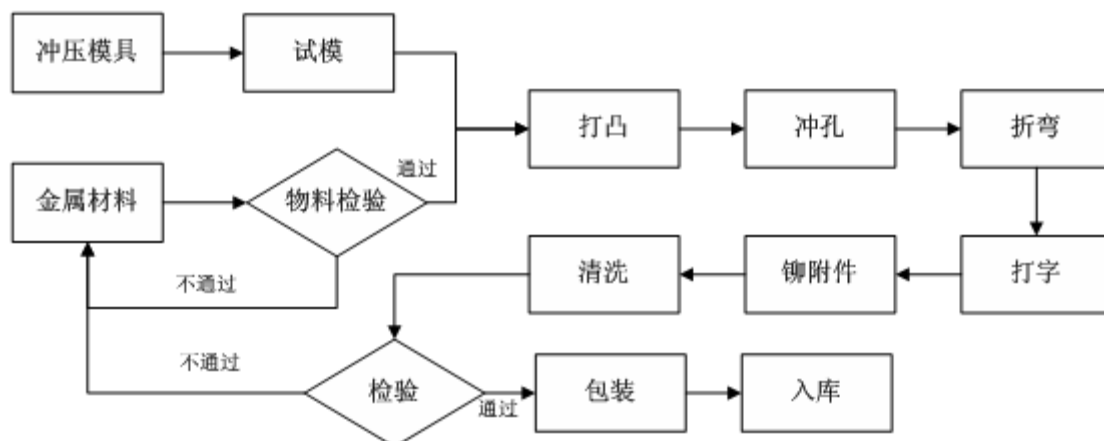 冲压模具
试模
打凸
冲孔
折弯
金属材料
物料检验
通过
不通过
清洗
铆附件
打字
不通过
检验
通过
包装
入库